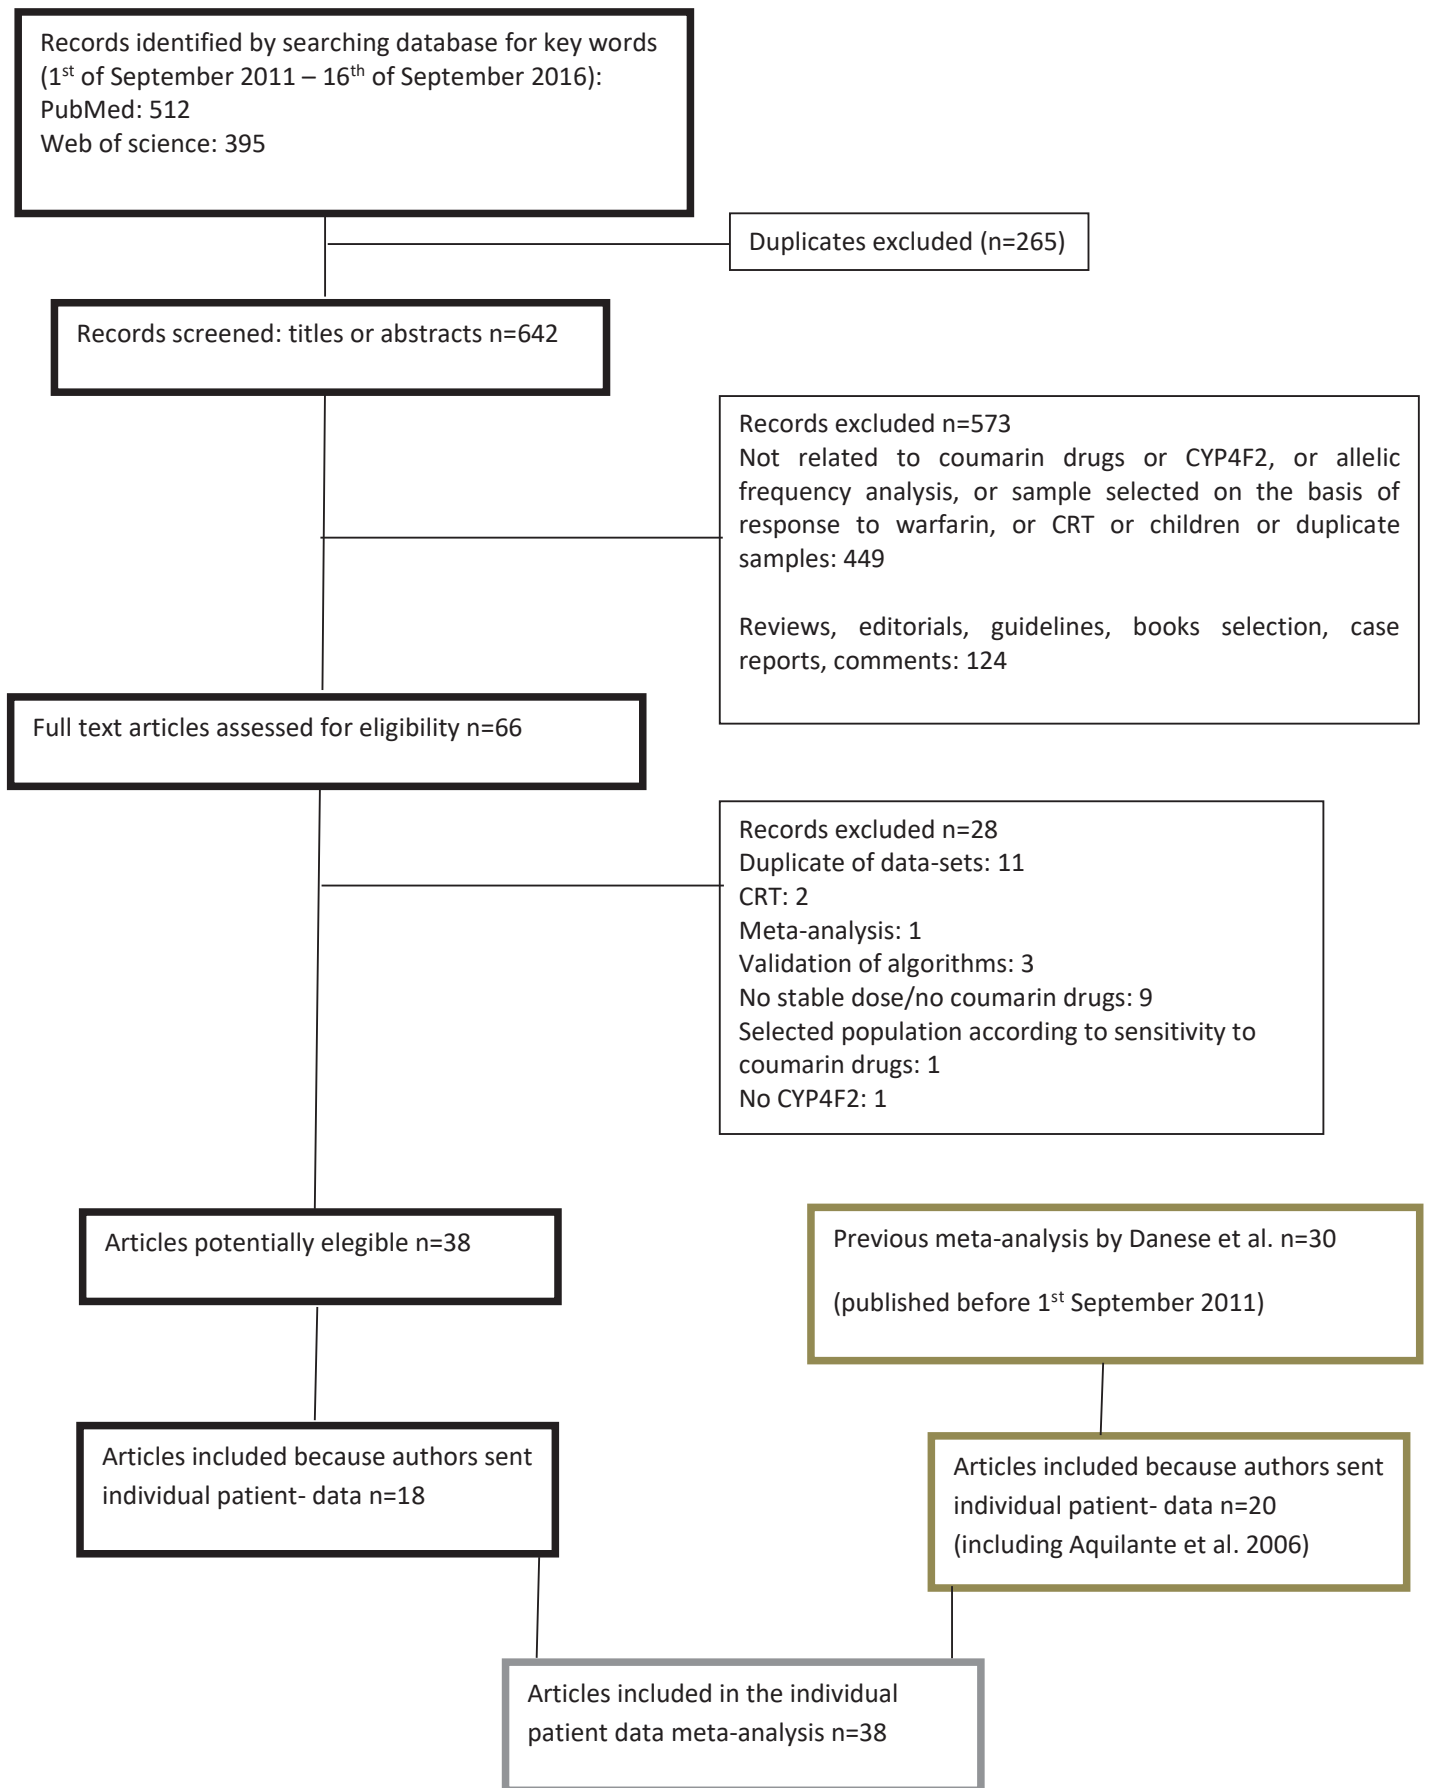 Records identified by searching database for key words
(1st of September 2011 – 16th of September 2016):
PubMed: 512
Web of science: 395
Duplicates excluded (n=265)
Records screened: titles or abstracts n=642
Records excluded n=573
Not related to coumarin drugs or CYP4F2, or allelic
frequency analysis, or sample selected on the basis of
response to warfarin, or CRT or children or duplicate
samples: 449
Reviews, editorials, guidelines, books selection, case
reports, comments: 124
Full text articles assessed for eligibility n=66
Records excluded n=28
Duplicate of data-sets: 11
CRT: 2
Meta-analysis: 1
Validation of algorithms: 3
No stable dose/no coumarin drugs: 9
Selected population according to sensitivity to
coumarin drugs: 1
No CYP4F2: 1
Articles potentially elegible n=38
Previous meta-analysis by Danese et al. n=30
(published before 1st September 2011)
Articles included because authors sent
individual patient- data n=18
Articles included because authors sent
individual patient- data n=20
(including Aquilante et al. 2006)
Articles included in the individual
patient data meta-analysis n=38